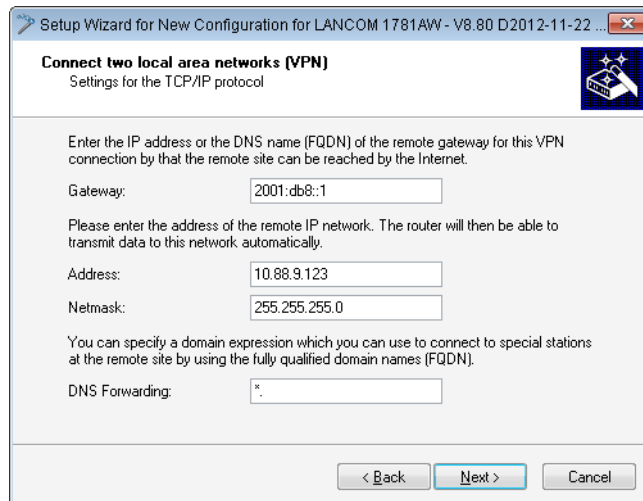 Setup Wizard for New Configuration for LANCOM 1781AW - V8.80 D2012-11-22 ...
Connect two local area networks (VPN)
Settings for the TCP/IP protocol
Enter the IP address or the DNS name (FQDN) of the remote gateway for this VPN
connection by that the remote site can be reached by the Internet.
Gateway: 2001:db8::1
Please enter the address of the remote IP network. The router will then be able to
transmit data to this network automatically.
Address: 10.88.9.123
Netmask: 255.255.255.0
You can specify a domain expression which you can use to connect to special stations
at the remote site by using the fully qualified domain names (FQDN).
DNS Forwarding: *.
< Back Next > Cancel